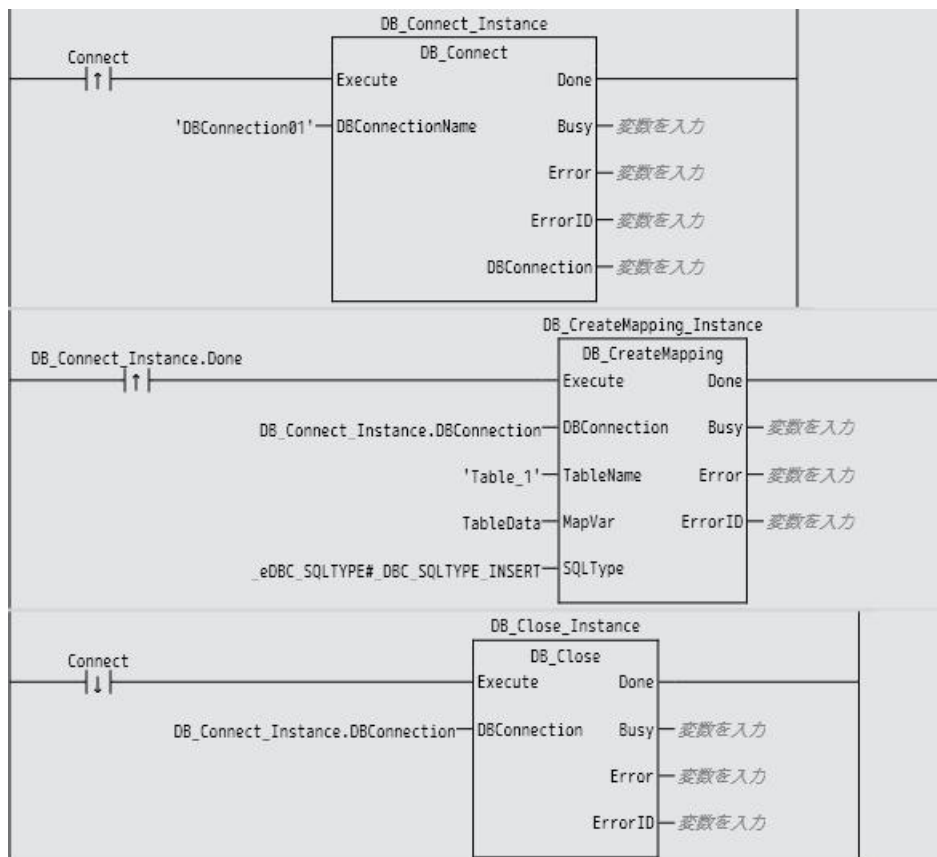 DB_Connect_Instance
Connect
DB_Connect
Execute Done
'DBConnection01' DBConnectionName Busy 変数を入力
Error 変数を入力
ErrorID 変数を入力
DBConnection 変数を入力
DB_CreateMapping_Instance
DB_Connect_Instance.Done
DB_CreateMapping
Execute Done
DB_Connect_Instance.DBConnection DBConnection Busy 変数を入力
'Table_1' TableName Error 変数を入力
TableData MapVar ErrorID 変数を入力
_eDBC_SQLTYPE#_DBC_SQLTYPE_INSERT SQLType
DB_Close_Instance
Connect
DB_Close
Execute Done
DB_Connect_Instance.DBConnection DBConnection Busy 変数を入力
Error 変数を入力
ErrorID 変数を入力